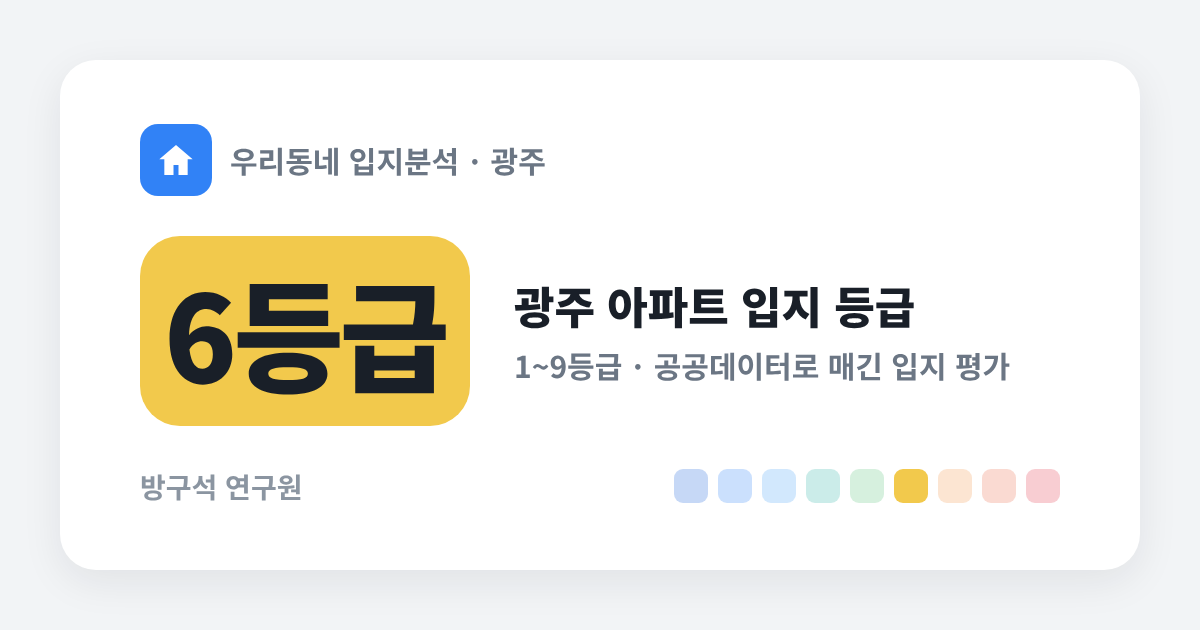 우리동네 입지분석 · 광주
6등급
광주 아파트 입지 등급
1~9등급 · 공공데이터로 매긴 입지 평가
방구석 연구원